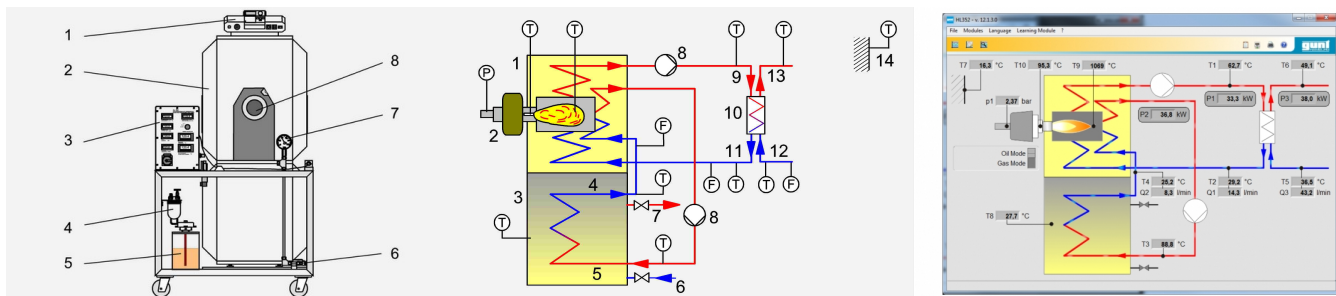 1
2
3
4
5
8
7
6
T
T
T
T
T
1
8
9
13
14
P
10
2
F
11
12
3
4
T
F
T
T
F
7
8
T
T
5
6
HL352 - v. 12.1.3.0
File Modules Language Learning Module ?
gunt
T7 16,3 °C
T10 95,3 °C
T9 1069 °C
T1 62,7 °C
T6 49,1 °C
p1 2,37 bar
P1 33,3 kW
P3 38,0 kW
P2 36,8 kW
Oil Mode
Gas Mode
T4 25,2 °C
Q2 8,3 l/min
T2 29,2 °C
Q1 14,3 l/min
T5 36,5 °C
Q3 43,2 l/min
T8 27,7 °C
T3 88,8 °C